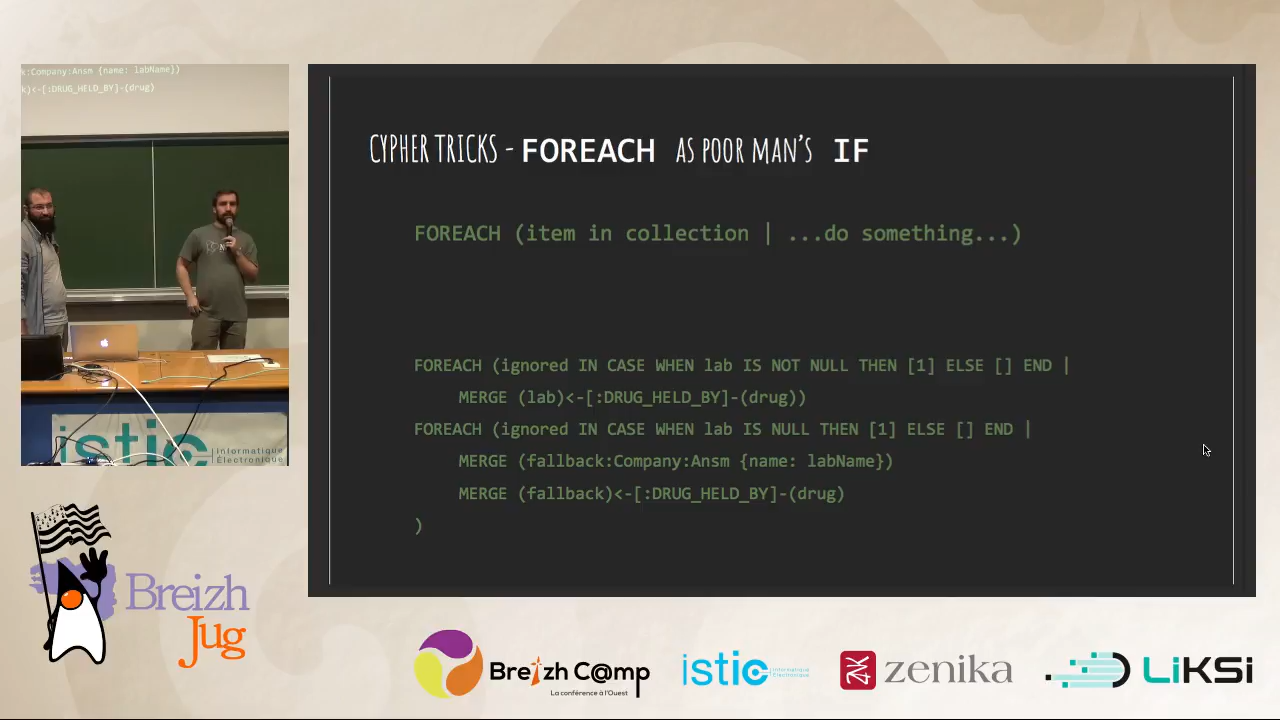 k:Company:Ansm {name: labName})
k)<-[:DRUG_HELD_BY]-(drug)
CYPHER TRICKS - FOREACH AS POOR MAN'S IF
FOREACH (item in collection | ...do something...)
FOREACH (ignored IN CASE WHEN lab IS NOT NULL THEN [1] ELSE [] END |
MERGE (lab)<-[:DRUG_HELD_BY]-(drug))
FOREACH (ignored IN CASE WHEN lab IS NULL THEN [1] ELSE [] END |
MERGE (fallback:Company:Ansm {name: labName})
MERGE (fallback)<-[:DRUG_HELD_BY]-(drug)
)
istic
Informatique
Électronique
Breizh
Jug
Breizh C@mp
La conférence à l'Ouest
istic Informatique
Électronique
zenika
LiKSi